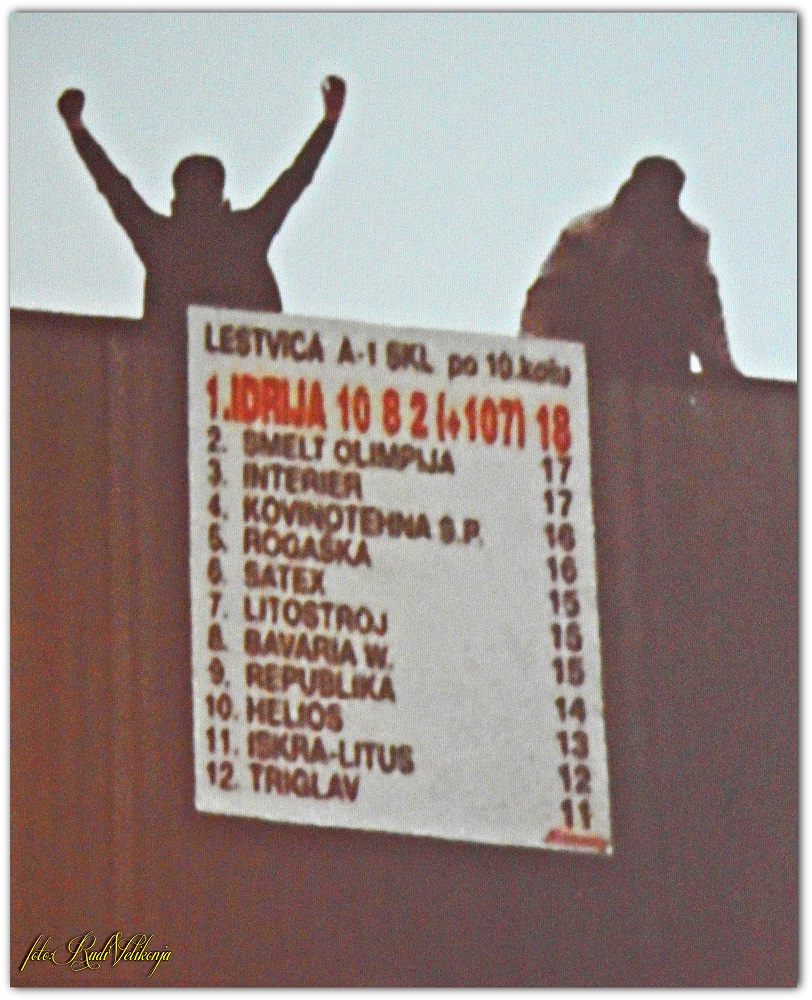 LESTVICA A-1 SKL po 10.kolu
1.IDRIJA 10 8 2 (+107) 18
2. SMELT OLIMPIJA 17
3. INTERIER 17
4. KOVINOTEHNA S.P. 16
5. ROGAŠKA 16
6. SATEX 15
7. LITOSTROJ 15
8. BAVARIA W. 15
9. REPUBLIKA 14
10. HELIOS 13
11. ISKRA-LITUS 12
12. TRIGLAV 11
foto: Rudi Velikonja